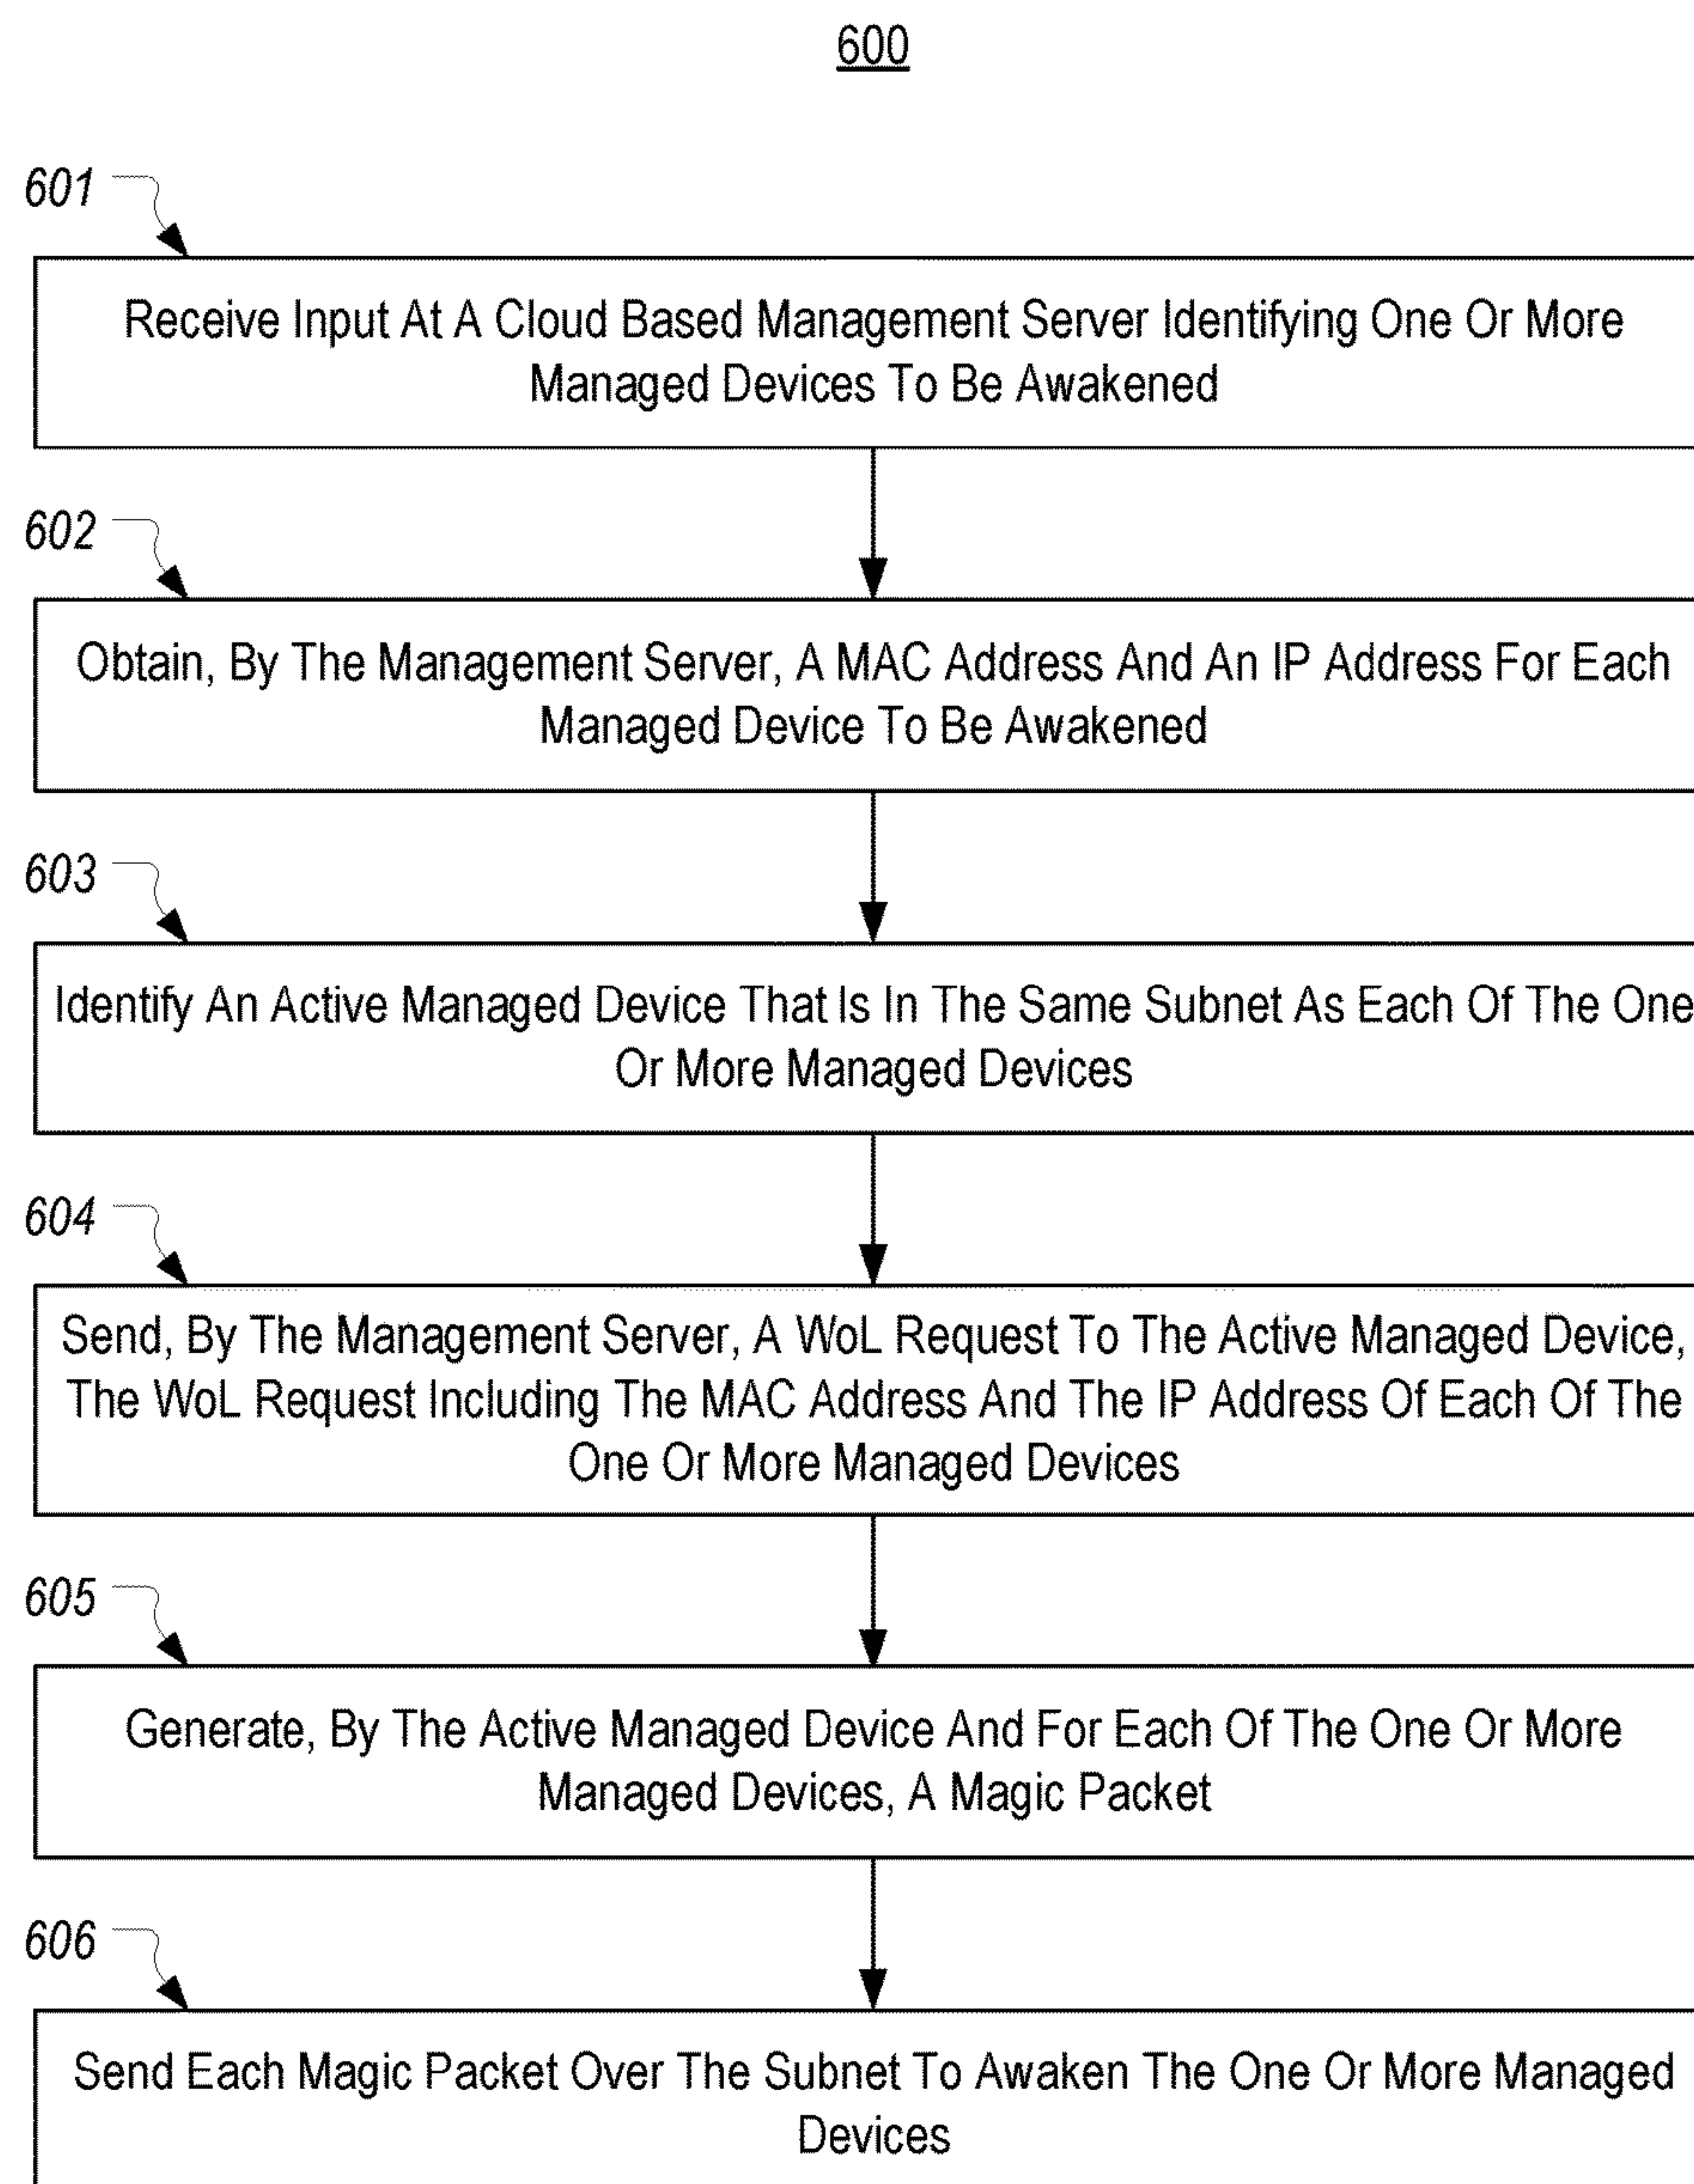 600
601
Receive Input At A Cloud Based Management Server Identifying One Or More
Managed Devices To Be Awakened
602
Obtain, By The Management Server, A MAC Address And An IP Address For Each
Managed Device To Be Awakened
603
Identify An Active Managed Device That Is In The Same Subnet As Each Of The One
Or More Managed Devices
604
Send, By The Management Server, A WoL Request To The Active Managed Device,
The WoL Request Including The MAC Address And The IP Address Of Each Of The
One Or More Managed Devices
605
Generate, By The Active Managed Device And For Each Of The One Or More
Managed Devices, A Magic Packet
606
Send Each Magic Packet Over The Subnet To Awaken The One Or More Managed
Devices